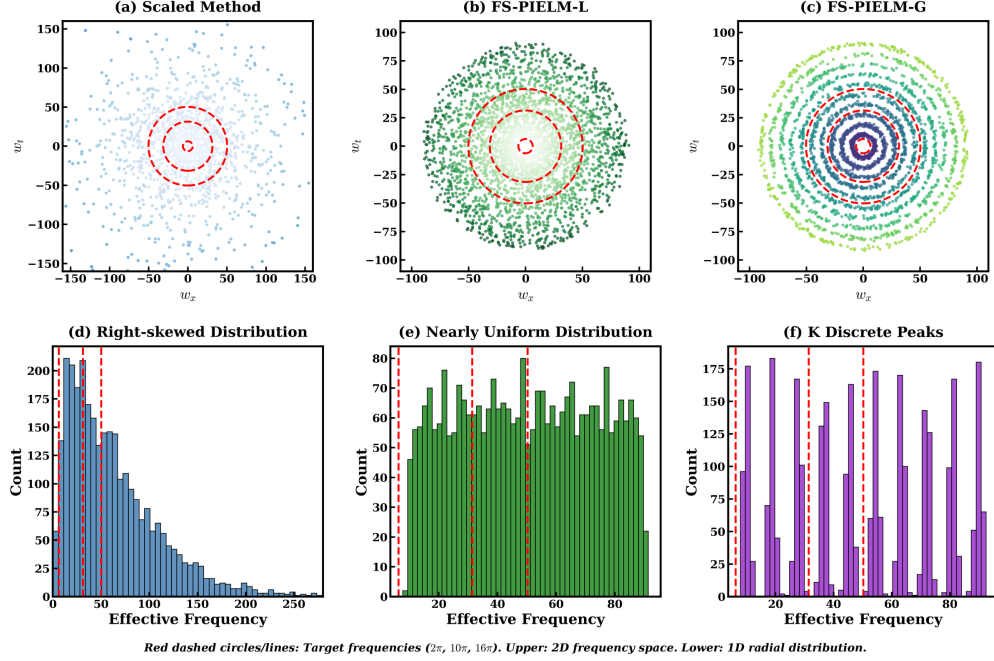 (a) Scaled Method
(b) FS-PIELM-L
(c) FS-PIELM-G
150
100
50
0
−50
−100
−150
w_t
−150 −100 −50 0 50 100 150
w_x
100
75
50
25
0
−25
−50
−75
−100
w_t
−100 −50 0 50 100
w_x
100
75
50
25
0
−25
−50
−75
−100
w_t
−100 −50 0 50 100
w_x
(d) Right-skewed Distribution
(e) Nearly Uniform Distribution
(f) K Discrete Peaks
200
175
150
125
100
75
50
25
0
Count
0 50 100 150 200 250
Effective Frequency
80
70
60
50
40
30
20
10
0
Count
20 40 60 80
Effective Frequency
175
150
125
100
75
50
25
0
Count
20 40 60 80
Effective Frequency
Red dashed circles/lines: Target frequencies (2π, 10π, 16π). Upper: 2D frequency space. Lower: 1D radial distribution.